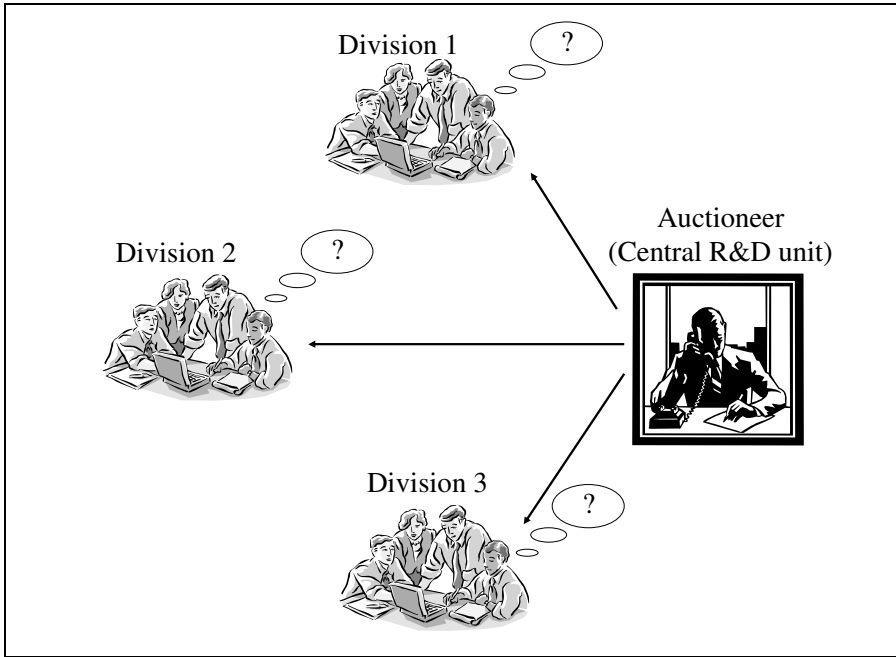 Division 1
?
Auctioneer
(Central R&D unit)
Division 2
?
Division 3
?